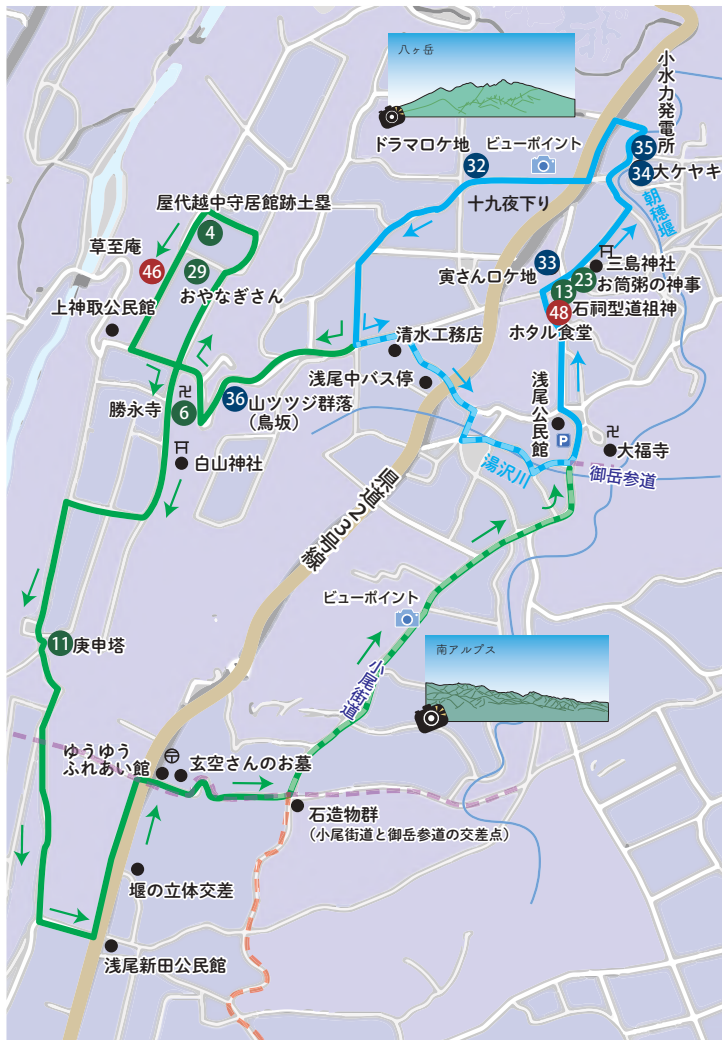 八ヶ岳
小水力発電所
35
34 大ケヤキ
朝穂堰
ドラマロケ地
32
ビューポイント
十九夜下り
屋代越中守居館跡土塁
4
草至庵
46
29
おやなぎさん
上神取公民館
33
寅さんロケ地
三島神社
23 お筒粥の神事
13 石祠型道祖神
48
ホタル食堂
清水工務店
浅尾中バス停
36 山ツツジ群落
(鳥坂)
勝永寺
卍
6
白山神社
浅尾公民館
P
卍
大福寺
御岳参道
湯沢川
県道23号線
ビューポイント
南アルプス
小尾街道
11 庚申塔
ゆうゆう
ふれあい館
玄空さんのお墓
石造物群
(小尾街道と御岳参道の交差点)
堰の立体交差
浅尾新田公民館